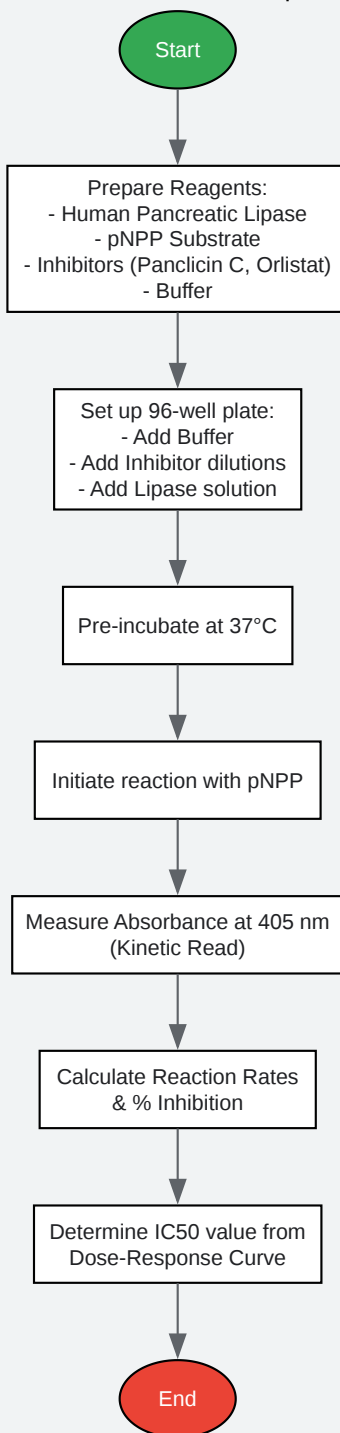 Start
Prepare Reagents:
- Human Pancreatic Lipase
- pNPP Substrate
- Inhibitors (Panclicin C, Orlistat)
- Buffer
Set up 96-well plate:
- Add Buffer
- Add Inhibitor dilutions
- Add Lipase solution
Pre-incubate at 37°C
Initiate reaction with pNPP
Measure Absorbance at 405 nm
(Kinetic Read)
Calculate Reaction Rates
& % Inhibition
Determine IC50 value from
Dose-Response Curve
End